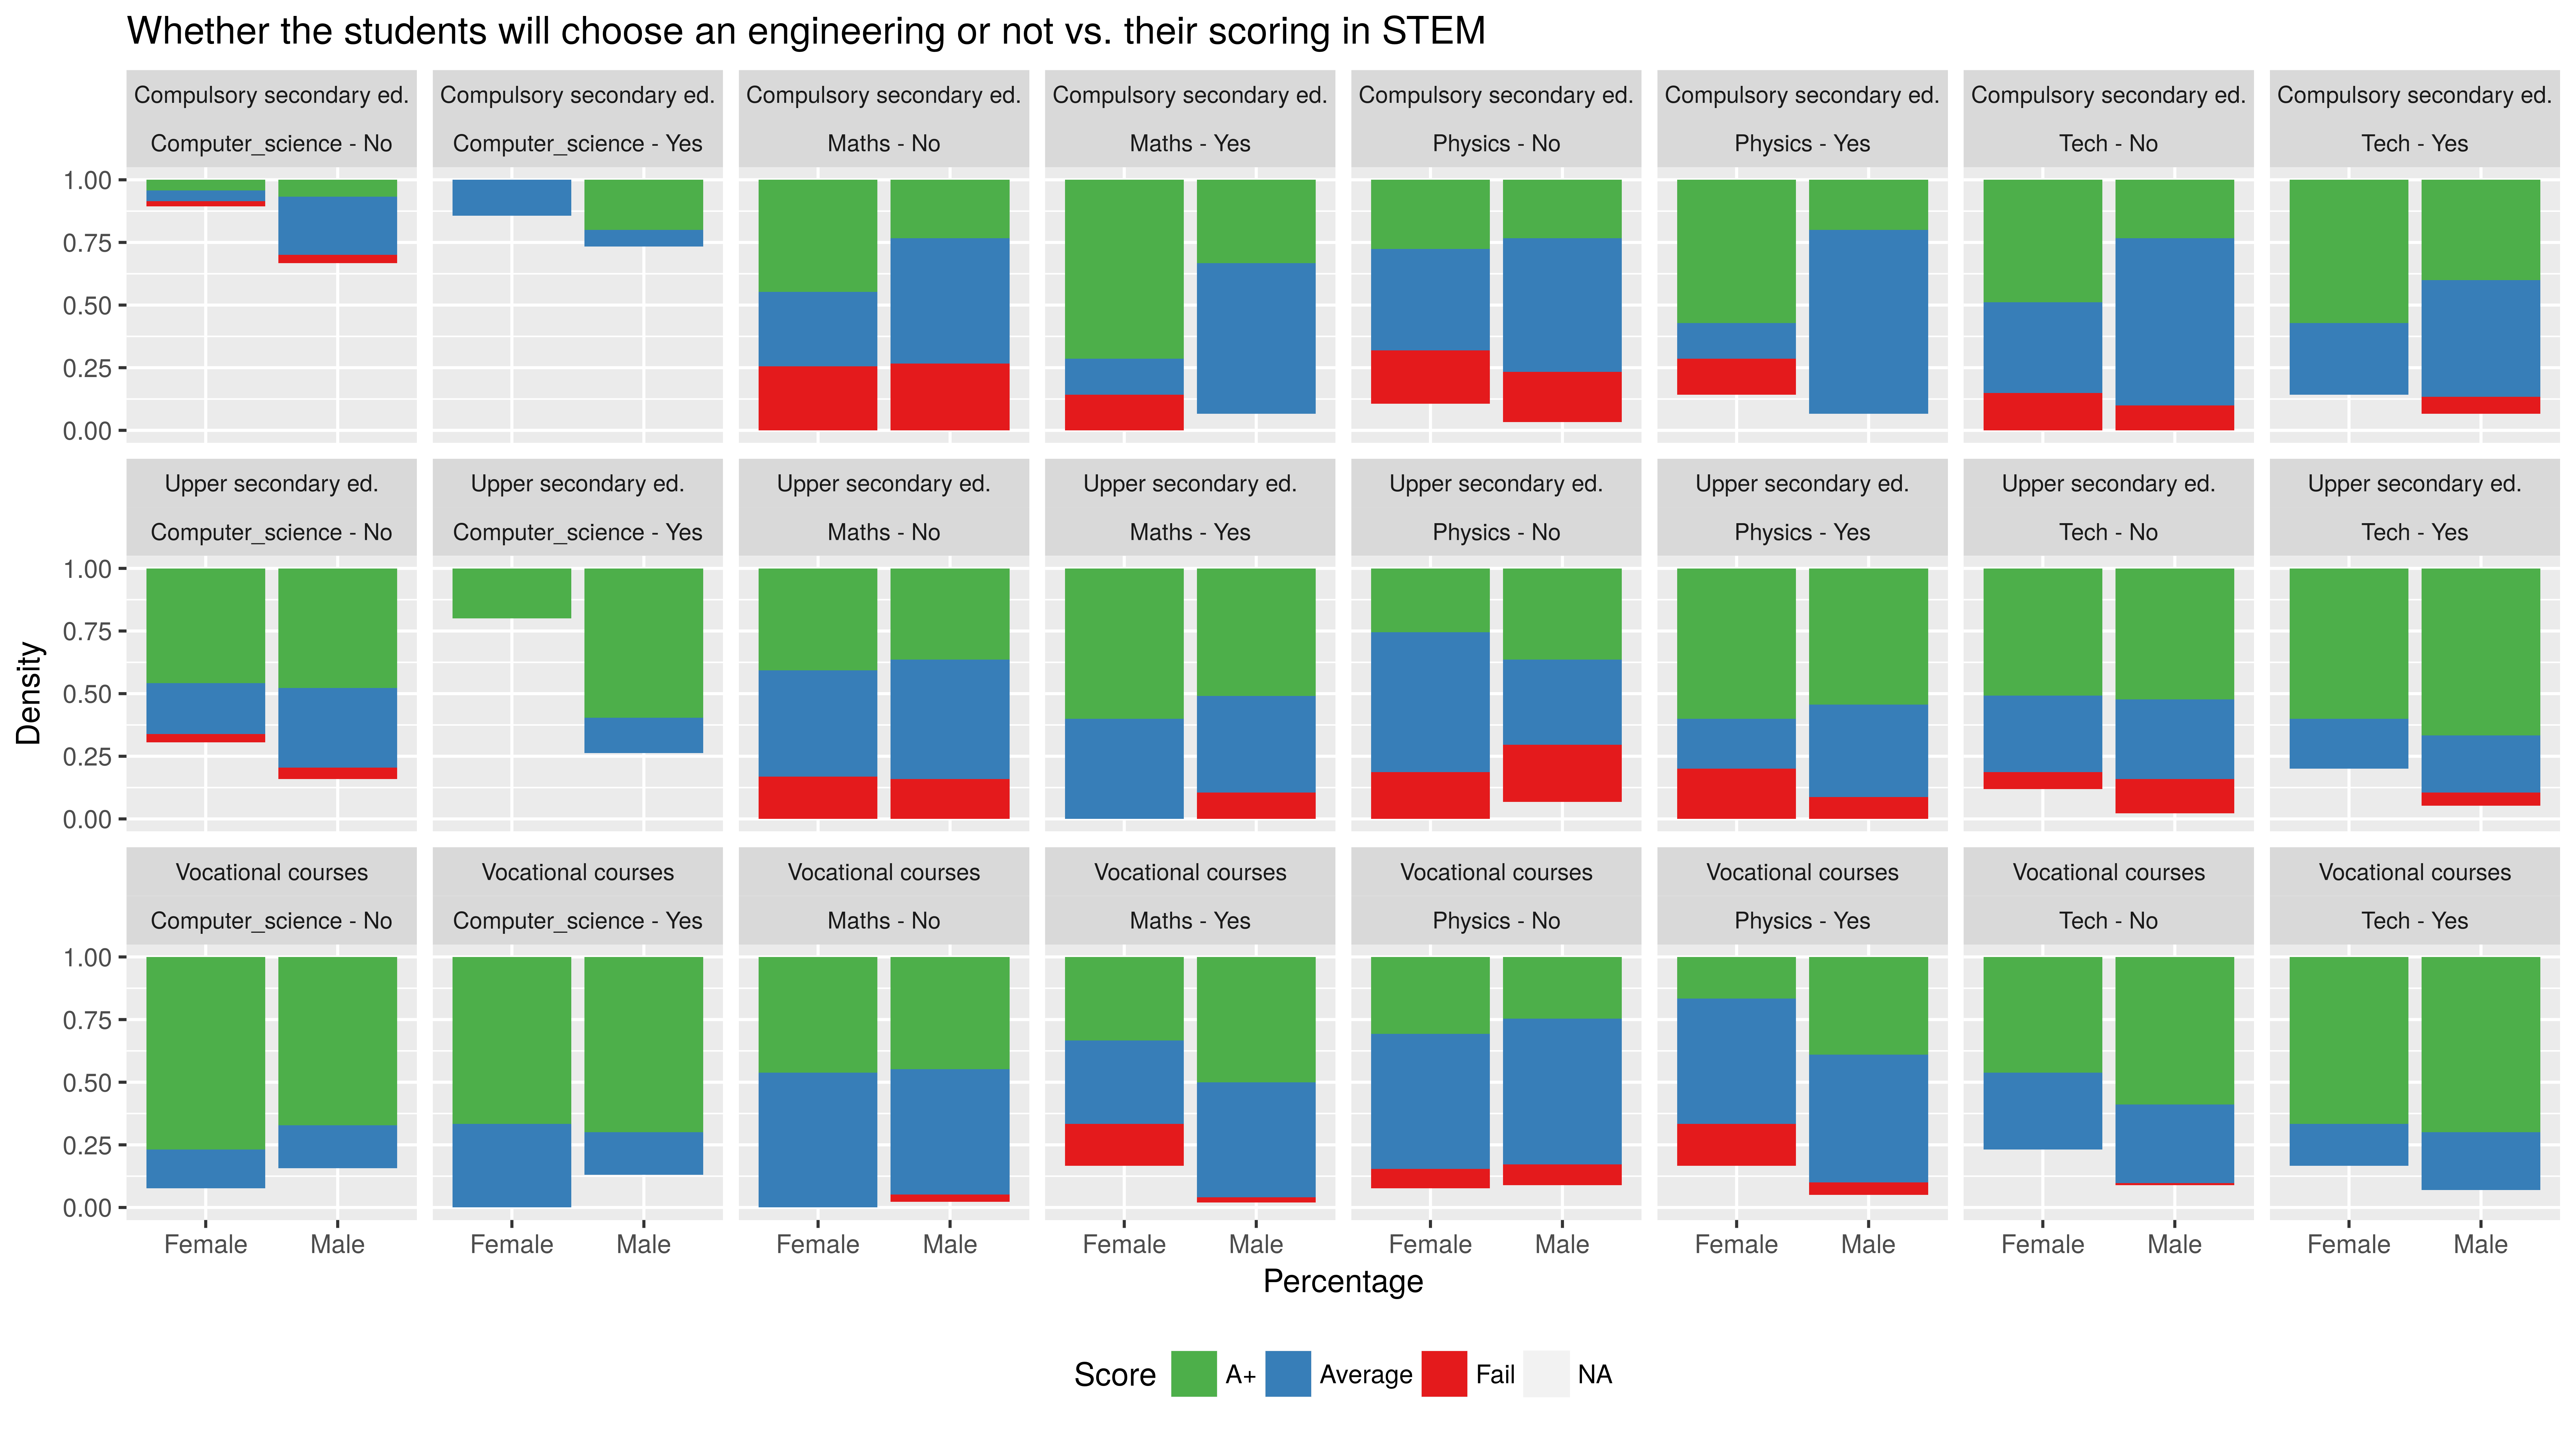 Whether the students will choose an engineering or not vs. their scoring in STEM
Compulsory secondary ed. Compulsory secondary ed. Compulsory secondary ed. Compulsory secondary ed. Compulsory secondary ed. Compulsory secondary ed. Compulsory secondary ed. Compulsory secondary ed.
Computer_science - No Computer_science - Yes Maths - No Maths - Yes Physics - No Physics - Yes Tech - No Tech - Yes
1.00
0.75
0.50
0.25
0.00
Upper secondary ed. Upper secondary ed. Upper secondary ed. Upper secondary ed. Upper secondary ed. Upper secondary ed. Upper secondary ed. Upper secondary ed.
Computer_science - No Computer_science - Yes Maths - No Maths - Yes Physics - No Physics - Yes Tech - No Tech - Yes
1.00
0.75
0.50
0.25
0.00
Density
Vocational courses Vocational courses Vocational courses Vocational courses Vocational courses Vocational courses Vocational courses Vocational courses
Computer_science - No Computer_science - Yes Maths - No Maths - Yes Physics - No Physics - Yes Tech - No Tech - Yes
1.00
0.75
0.50
0.25
0.00
Female Male Female Male Female Male Female Male Female Male Female Male Female Male Female Male
Percentage
Score A+ Average Fail NA